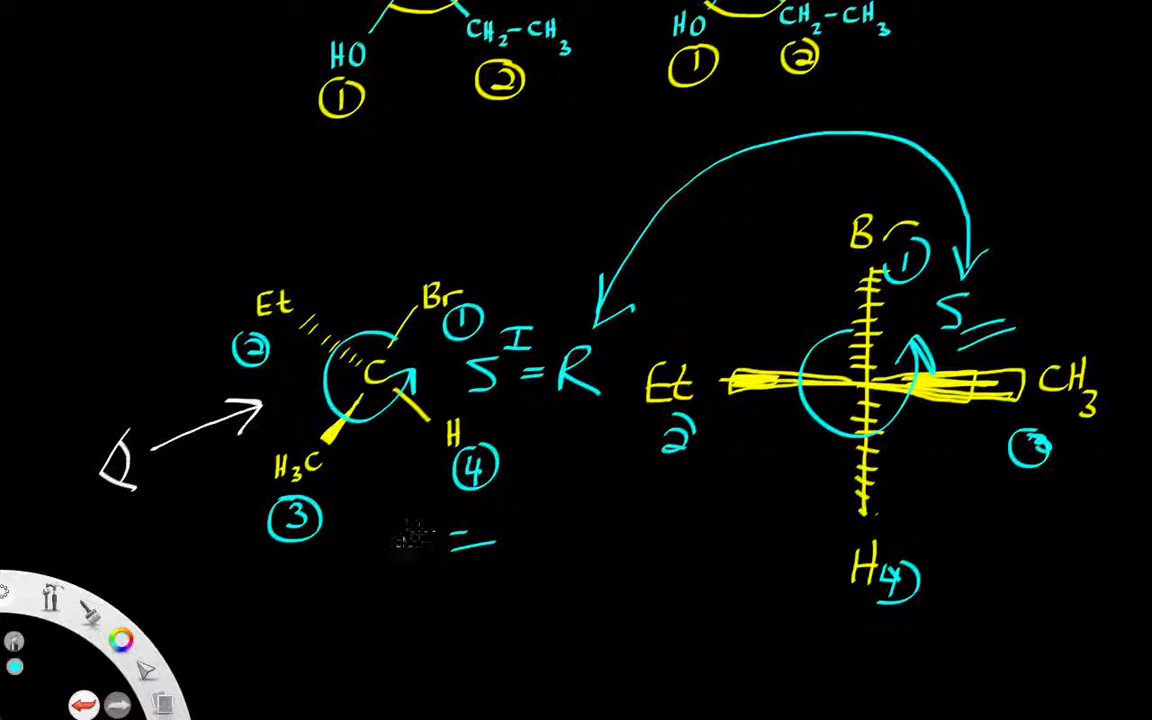 HO CH2-CH3
① ②
HO CH2-CH3
① ②
Et Br
② ①
C
H3C H
③ ④
S I = R
=
Br ①
S
Et CH3
2
H 4